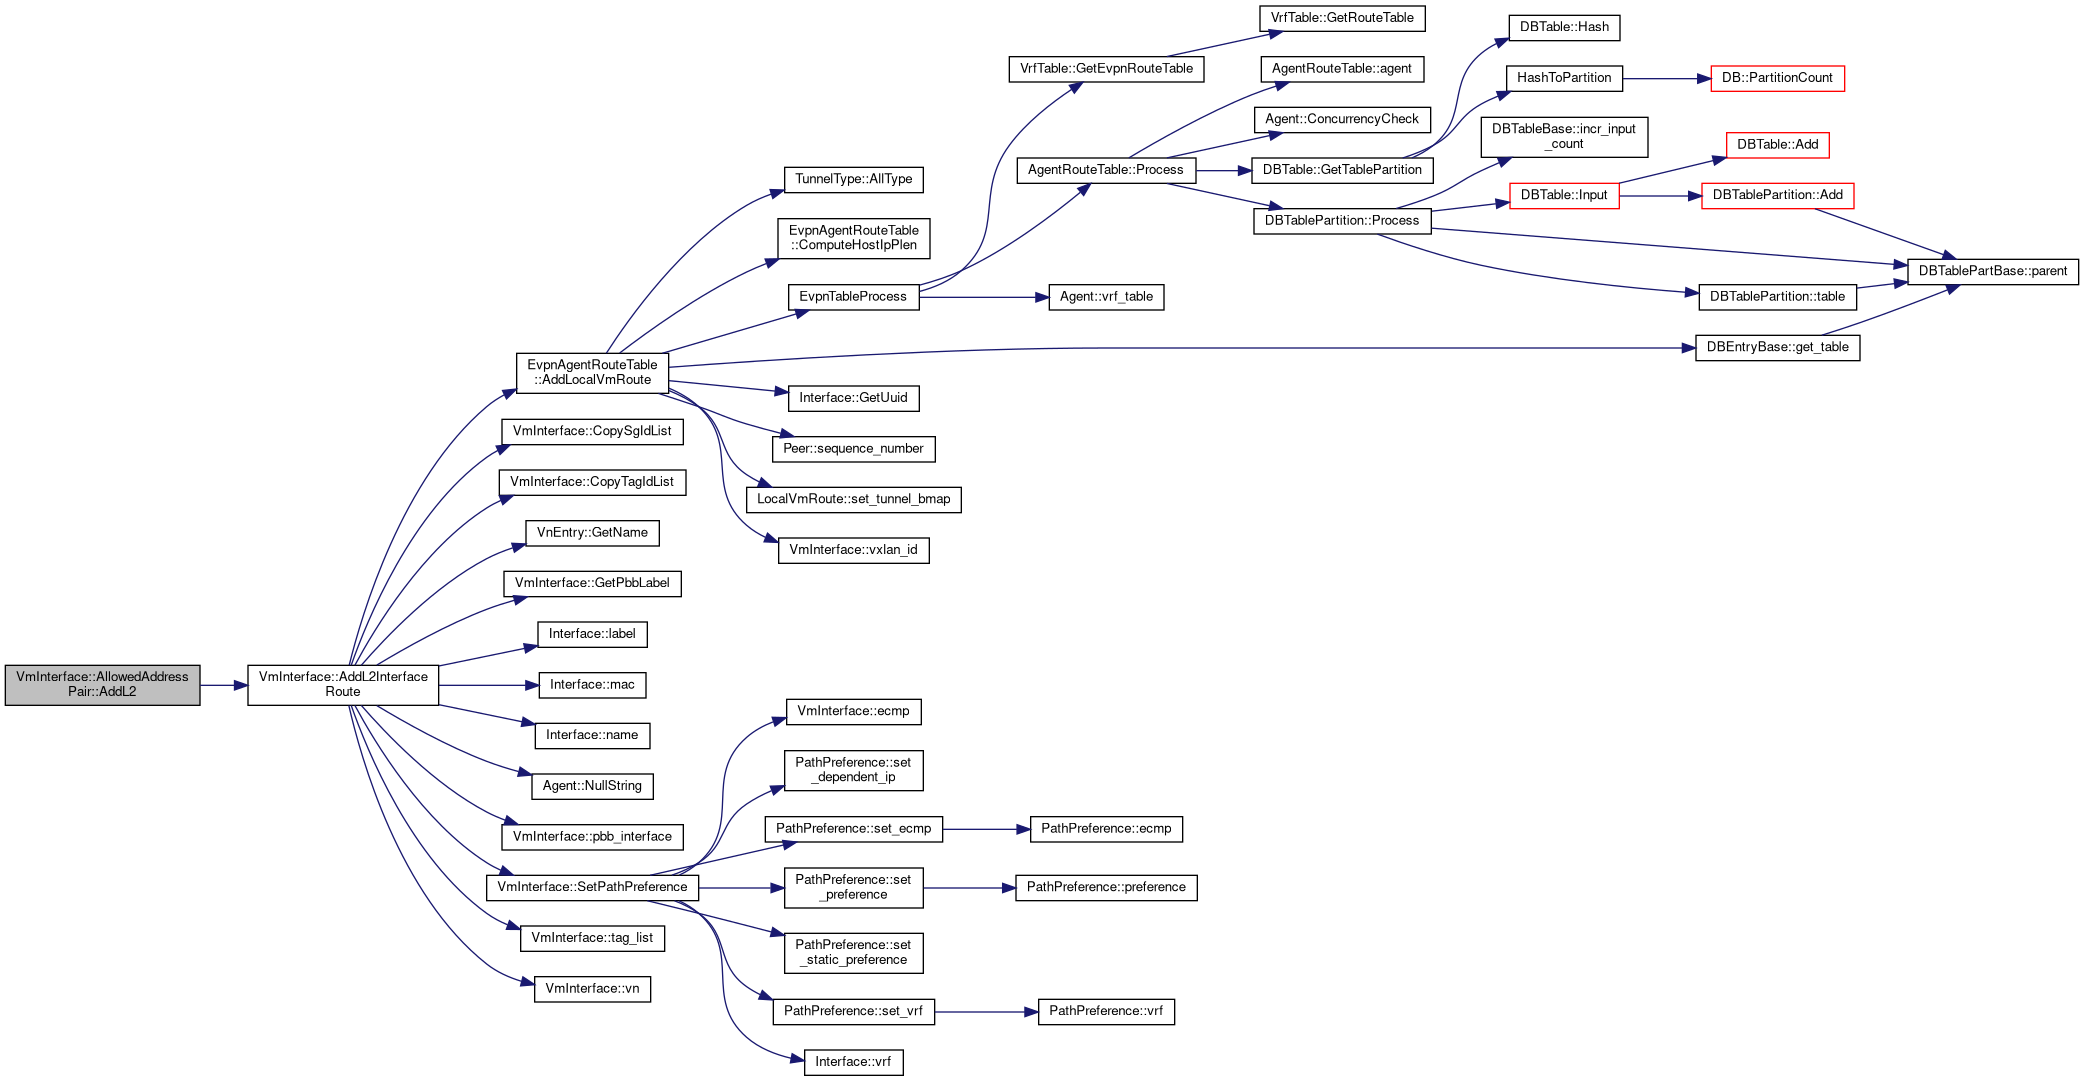 VmInterface::AllowedAddress
Pair::AddL2
VmInterface::AddL2Interface
Route
EvpnAgentRouteTable
::AddLocalVmRoute
VmInterface::CopySgIdList
VmInterface::CopyTagIdList
VnEntry::GetName
VmInterface::GetPbbLabel
Interface::label
Interface::mac
Interface::name
Agent::NullString
VmInterface::pbb_interface
VmInterface::SetPathPreference
VmInterface::tag_list
VmInterface::vn
TunnelType::AllType
EvpnAgentRouteTable
::ComputeHostIpPlen
EvpnTableProcess
Interface::GetUuid
Peer::sequence_number
LocalVmRoute::set_tunnel_bmap
VmInterface::vxlan_id
VmInterface::ecmp
PathPreference::set
_dependent_ip
PathPreference::set_ecmp
PathPreference::set
_preference
PathPreference::set
_static_preference
PathPreference::set_vrf
Interface::vrf
VrfTable::GetEvpnRouteTable
AgentRouteTable::Process
Agent::vrf_table
PathPreference::ecmp
PathPreference::preference
PathPreference::vrf
VrfTable::GetRouteTable
AgentRouteTable::agent
Agent::ConcurrencyCheck
DBTable::GetTablePartition
DBTablePartition::Process
DBTable::Hash
HashToPartition
DBTableBase::incr_input
_count
DBTable::Input
DB::PartitionCount
DBTable::Add
DBTablePartition::Add
DBTablePartition::table
DBEntryBase::get_table
DBTablePartBase::parent